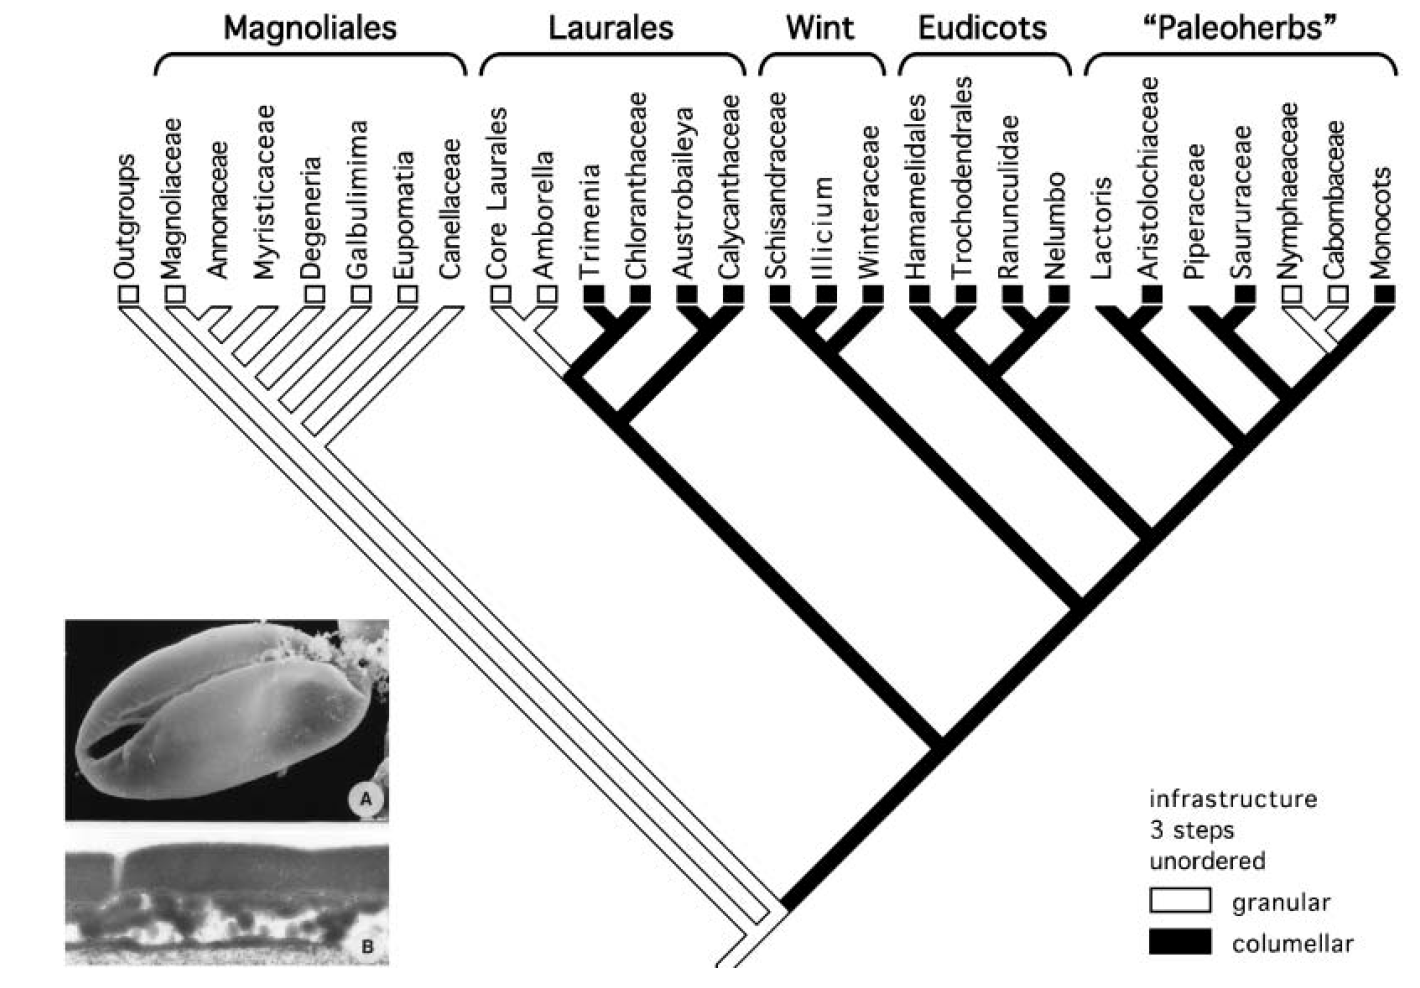 Magnoliales
Laurales
Wint
Eudicots
“Paleoherbs”
Outgroups
Magnoliaceae
Annonaceae
Myristicaceae
Degeneria
Galbulimima
Eupomatia
Canellaceae
Core Laurales
Amborella
Trimenia
Chloranthaceae
Austrobaileya
Calycanthaceae
Schisandraceae
Illicium
Winteraceae
Hamamelidales
Trochodendrales
Ranunculidae
Nelumbo
Lactoris
Aristolochiaceae
Piperaceae
Saururaceae
Nymphaeaceae
Cabombaceae
Monocots
A
B
infrastructure
3 steps
unordered
granular
columellar